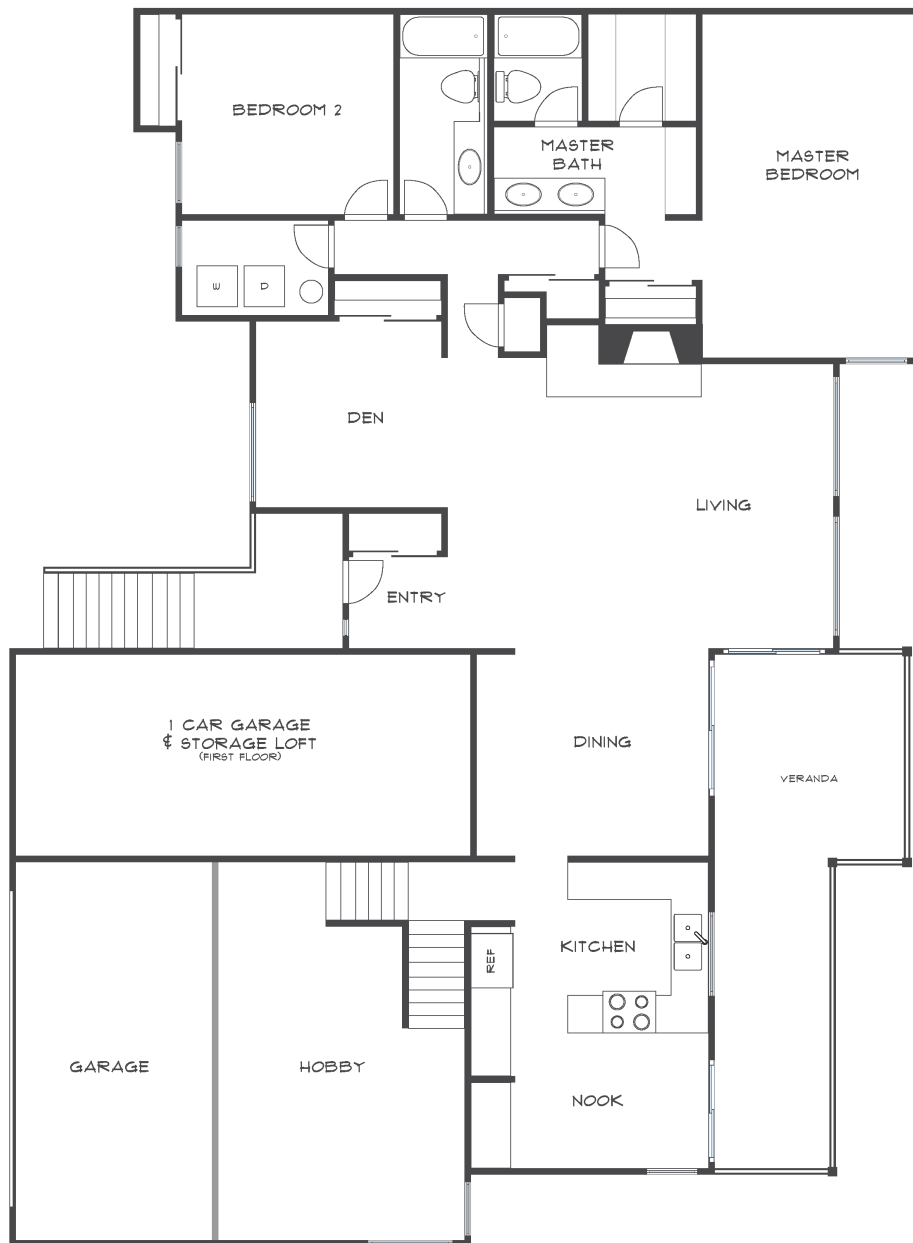 BEDROOM 2
MASTER
BATH
MASTER
BEDROOM
W
D
DEN
LIVING
ENTRY
1 CAR GARAGE
& STORAGE LOFT
(FIRST FLOOR)
DINING
VERANDA
KITCHEN
REF
GARAGE
HOBBY
NOOK